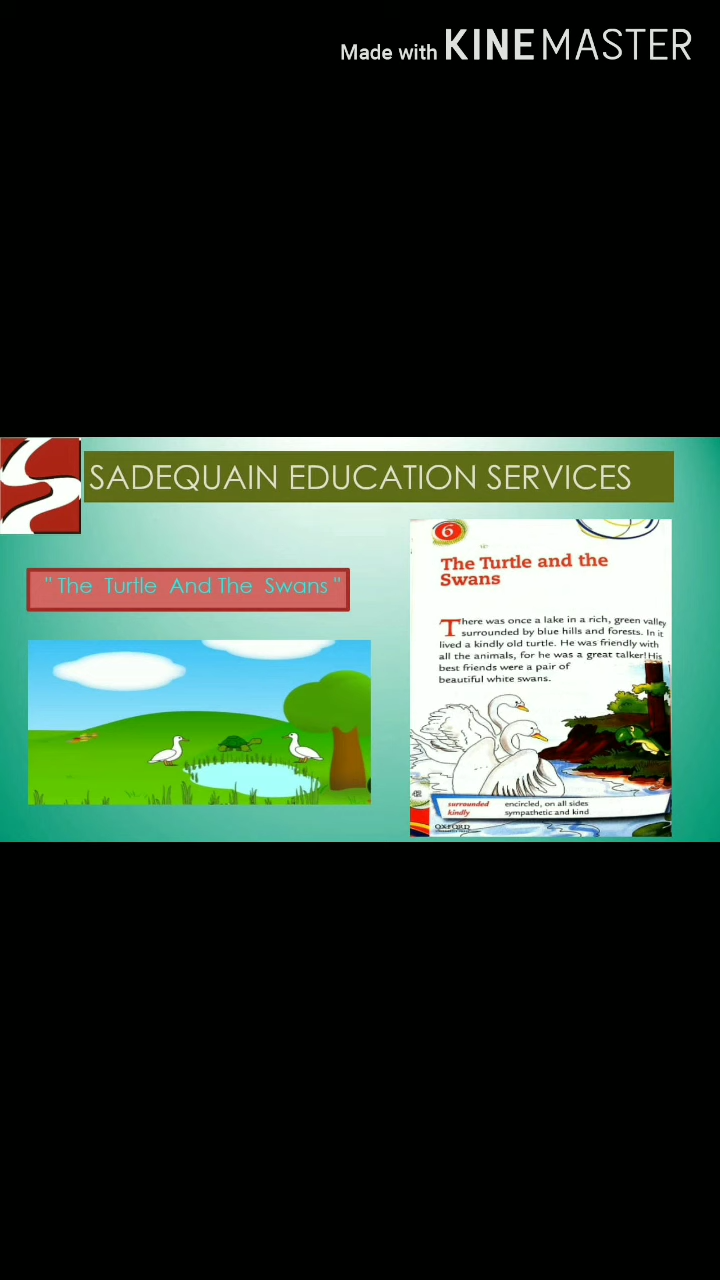 Made with KINEMASTER
SADEQUAIN EDUCATION SERVICES
" The Turtle And The Swans "
6
The Turtle and the
Swans
There was once a lake in a rich, green valley
surrounded by blue hills and forests. In it
lived a kindly old turtle. He was friendly with
all the animals, for he was a great talker! His
best friends were a pair of
beautiful white swans.
42
surrounded encircled, on all sides
kindly sympathetic and kind
OXFORD